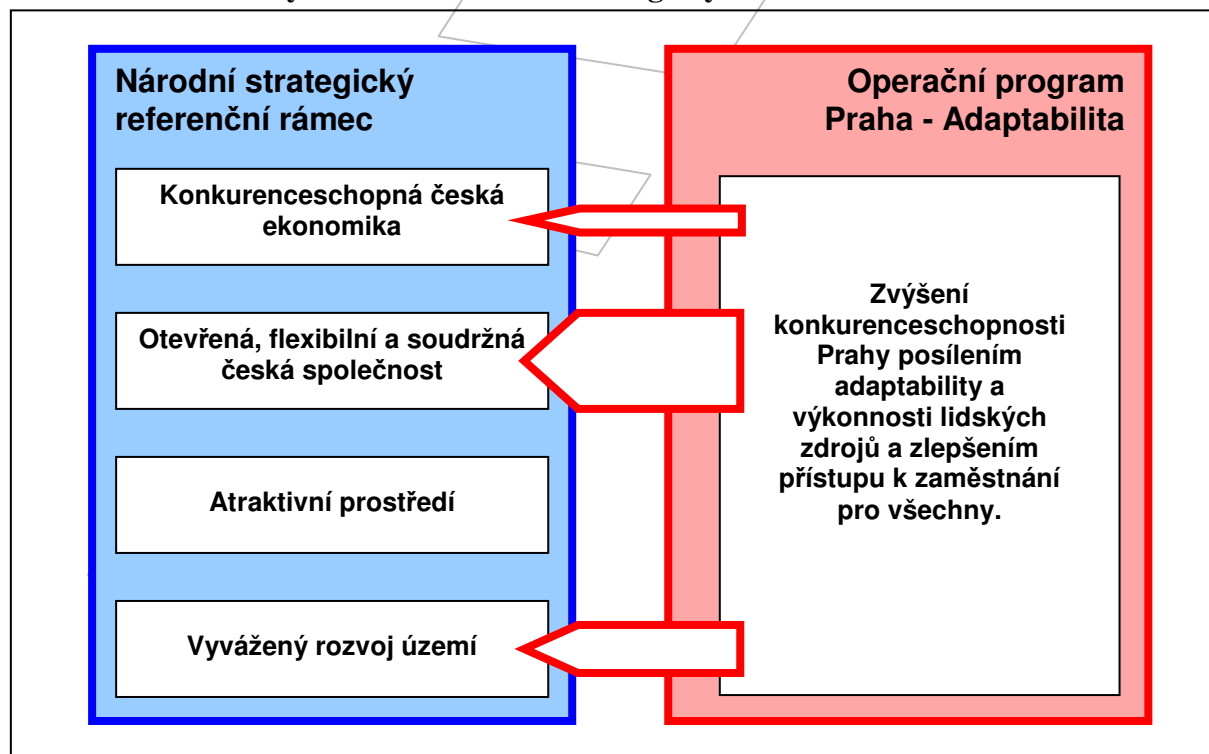 Národní strategický
referenční rámec
Konkurenceschopná česká
ekonomika
Otevřená, flexibilní a soudržná
česká společnost
Atraktivní prostředí
Vyvážený rozvoj území
Operační program
Praha - Adaptabilita
Zvýšení
konkurenceschopnosti
Prahy posílením
adaptability a
výkonnosti lidských
zdrojů a zlepšením
přístupu k zaměstnání
pro všechny.